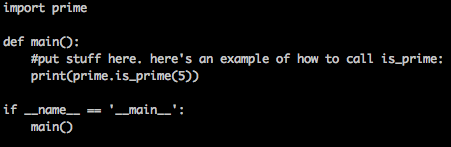 import prime
def main():
    #put stuff here. here's an example of how to call is_prime:
    print(prime.is_prime(5))
if __name__ == '__main__':
    main()